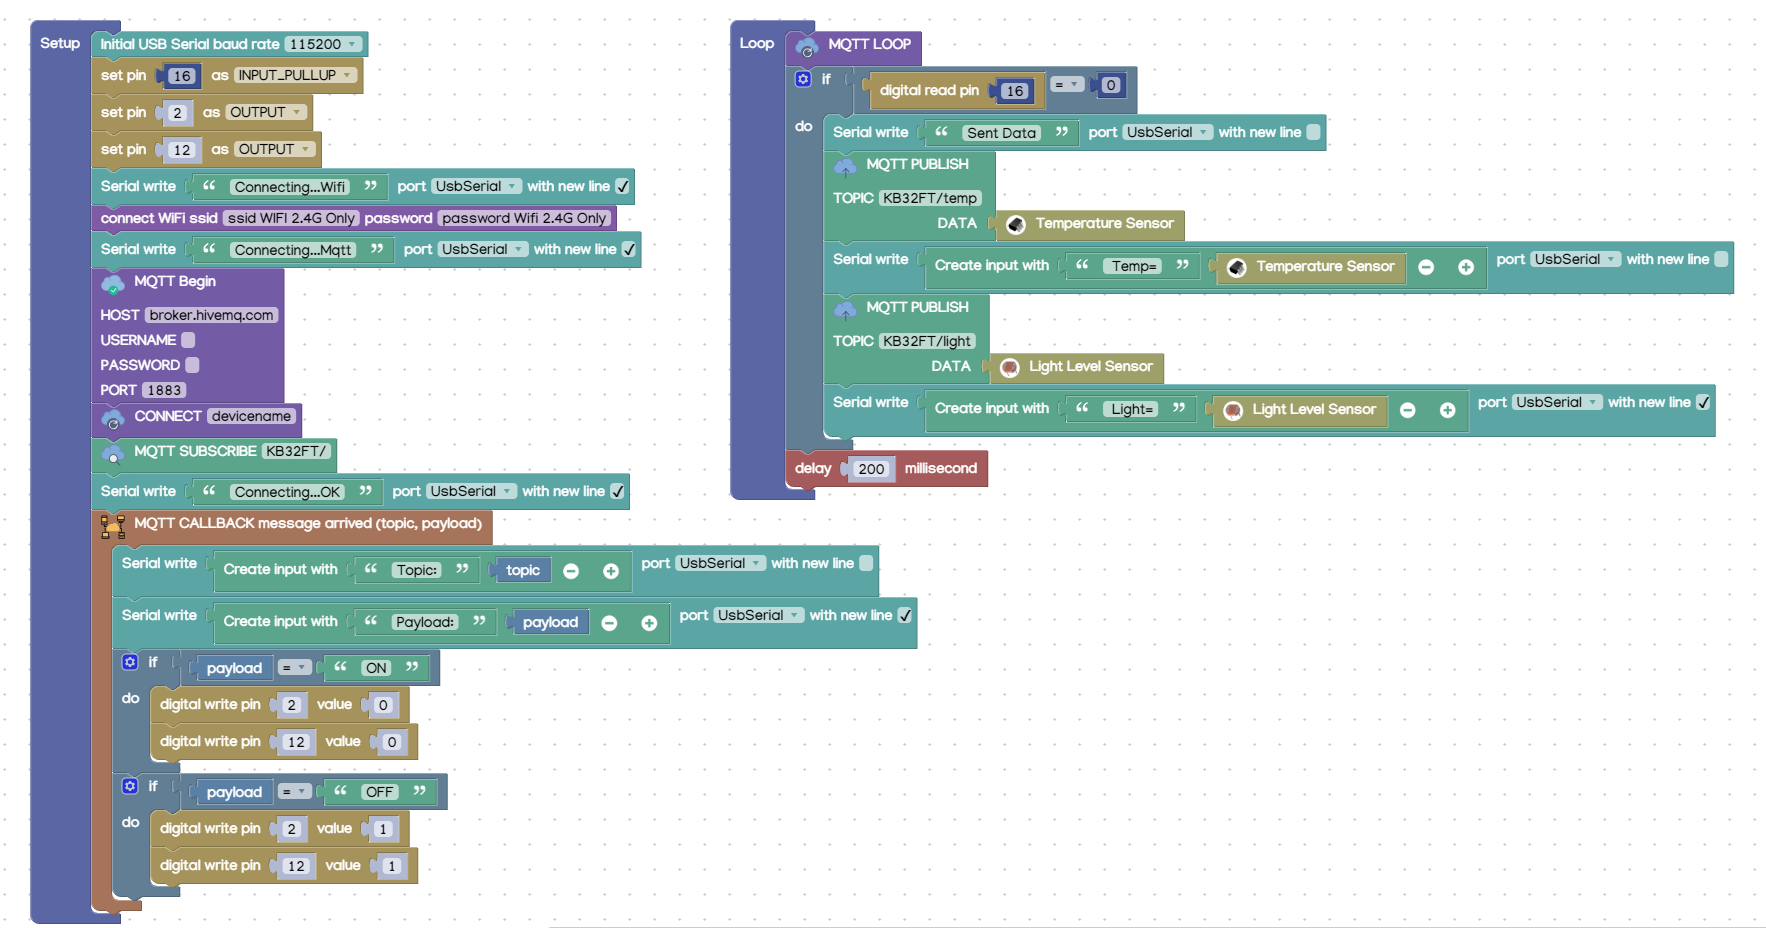 Setup
Initial USB Serial baud rate 115200
set pin 16 as INPUT_PULLUP
set pin 2 as OUTPUT
set pin 12 as OUTPUT
Serial write “ Connecting...Wifi ” port UsbSerial with new line ✓
connect WiFi ssid ssid WIFI 2.4G Only password password Wifi 2.4G Only
Serial write “ Connecting...Mqtt ” port UsbSerial with new line ✓
MQTT Begin
HOST broker.hivemq.com
USERNAME
PASSWORD
PORT 1883
CONNECT devicename
MQTT SUBSCRIBE KB32FT/
Serial write “ Connecting...OK ” port UsbSerial with new line ✓
MQTT CALLBACK message arrived (topic, payload)
Serial write Create input with “ Topic: ” topic − + port UsbSerial with new line
Serial write Create input with “ Payload: ” payload − + port UsbSerial with new line ✓
if payload = “ ON ”
do digital write pin 2 value 0
digital write pin 12 value 0
if payload = “ OFF ”
do digital write pin 2 value 1
digital write pin 12 value 1
Loop
MQTT LOOP
if digital read pin 16 = 0
do Serial write “ Sent Data ” port UsbSerial with new line
MQTT PUBLISH
TOPIC KB32FT/temp
DATA Temperature Sensor
Serial write Create input with “ Temp= ” Temperature Sensor − + port UsbSerial with new line
MQTT PUBLISH
TOPIC KB32FT/light
DATA Light Level Sensor
Serial write Create input with “ Light= ” Light Level Sensor − + port UsbSerial with new line ✓
delay 200 millisecond